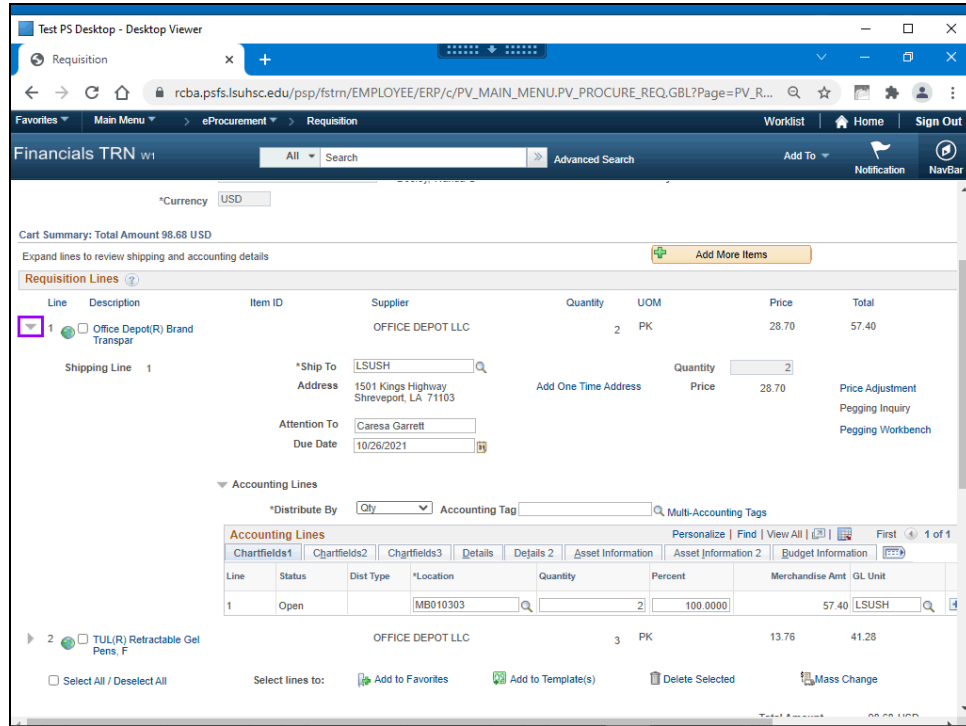 Test PS Desktop - Desktop Viewer
Requisition
rcba.psfs.lsuhsc.edu/psp/fstrn/EMPLOYEE/ERP/c/PV_MAIN_MENU.PV_PROCURE_REQ.GBL?Page=PV_R...
Favorites Main Menu > eProcurement > Requisition Worklist Home Sign Out
Financials TRN W1 All Search Advanced Search Add To Notification NavBar
*Currency USD
Cart Summary: Total Amount 98.68 USD
Expand lines to review shipping and accounting details Add More Items
Requisition Lines ?
Line Description Item ID Supplier Quantity UOM Price Total
1 Office Depot(R) Brand Transpar OFFICE DEPOT LLC 2 PK 28.70 57.40
Shipping Line 1 *Ship To LSUSH Quantity 2
Address 1501 Kings Highway Add One Time Address Price 28.70 Price Adjustment
Shreveport, LA 71103
Pegging Inquiry
Attention To Caresa Garrett Pegging Workbench
Due Date 10/26/2021
Accounting Lines
*Distribute By Qty Accounting Tag Multi-Accounting Tags
Accounting Lines Personalize | Find | View All | First 1 of 1
Chartfields1 Chartfields2 Chartfields3 Details Details 2 Asset Information Asset Information 2 Budget Information
Line Status Dist Type *Location Quantity Percent Merchandise Amt GL Unit
1 Open MB010303 2 100.0000 57.40 LSUSH
2 TUL(R) Retractable Gel Pens, F OFFICE DEPOT LLC 3 PK 13.76 41.28
Select All / Deselect All Select lines to: Add to Favorites Add to Template(s) Delete Selected Mass Change
Total Amount 98.68 USD